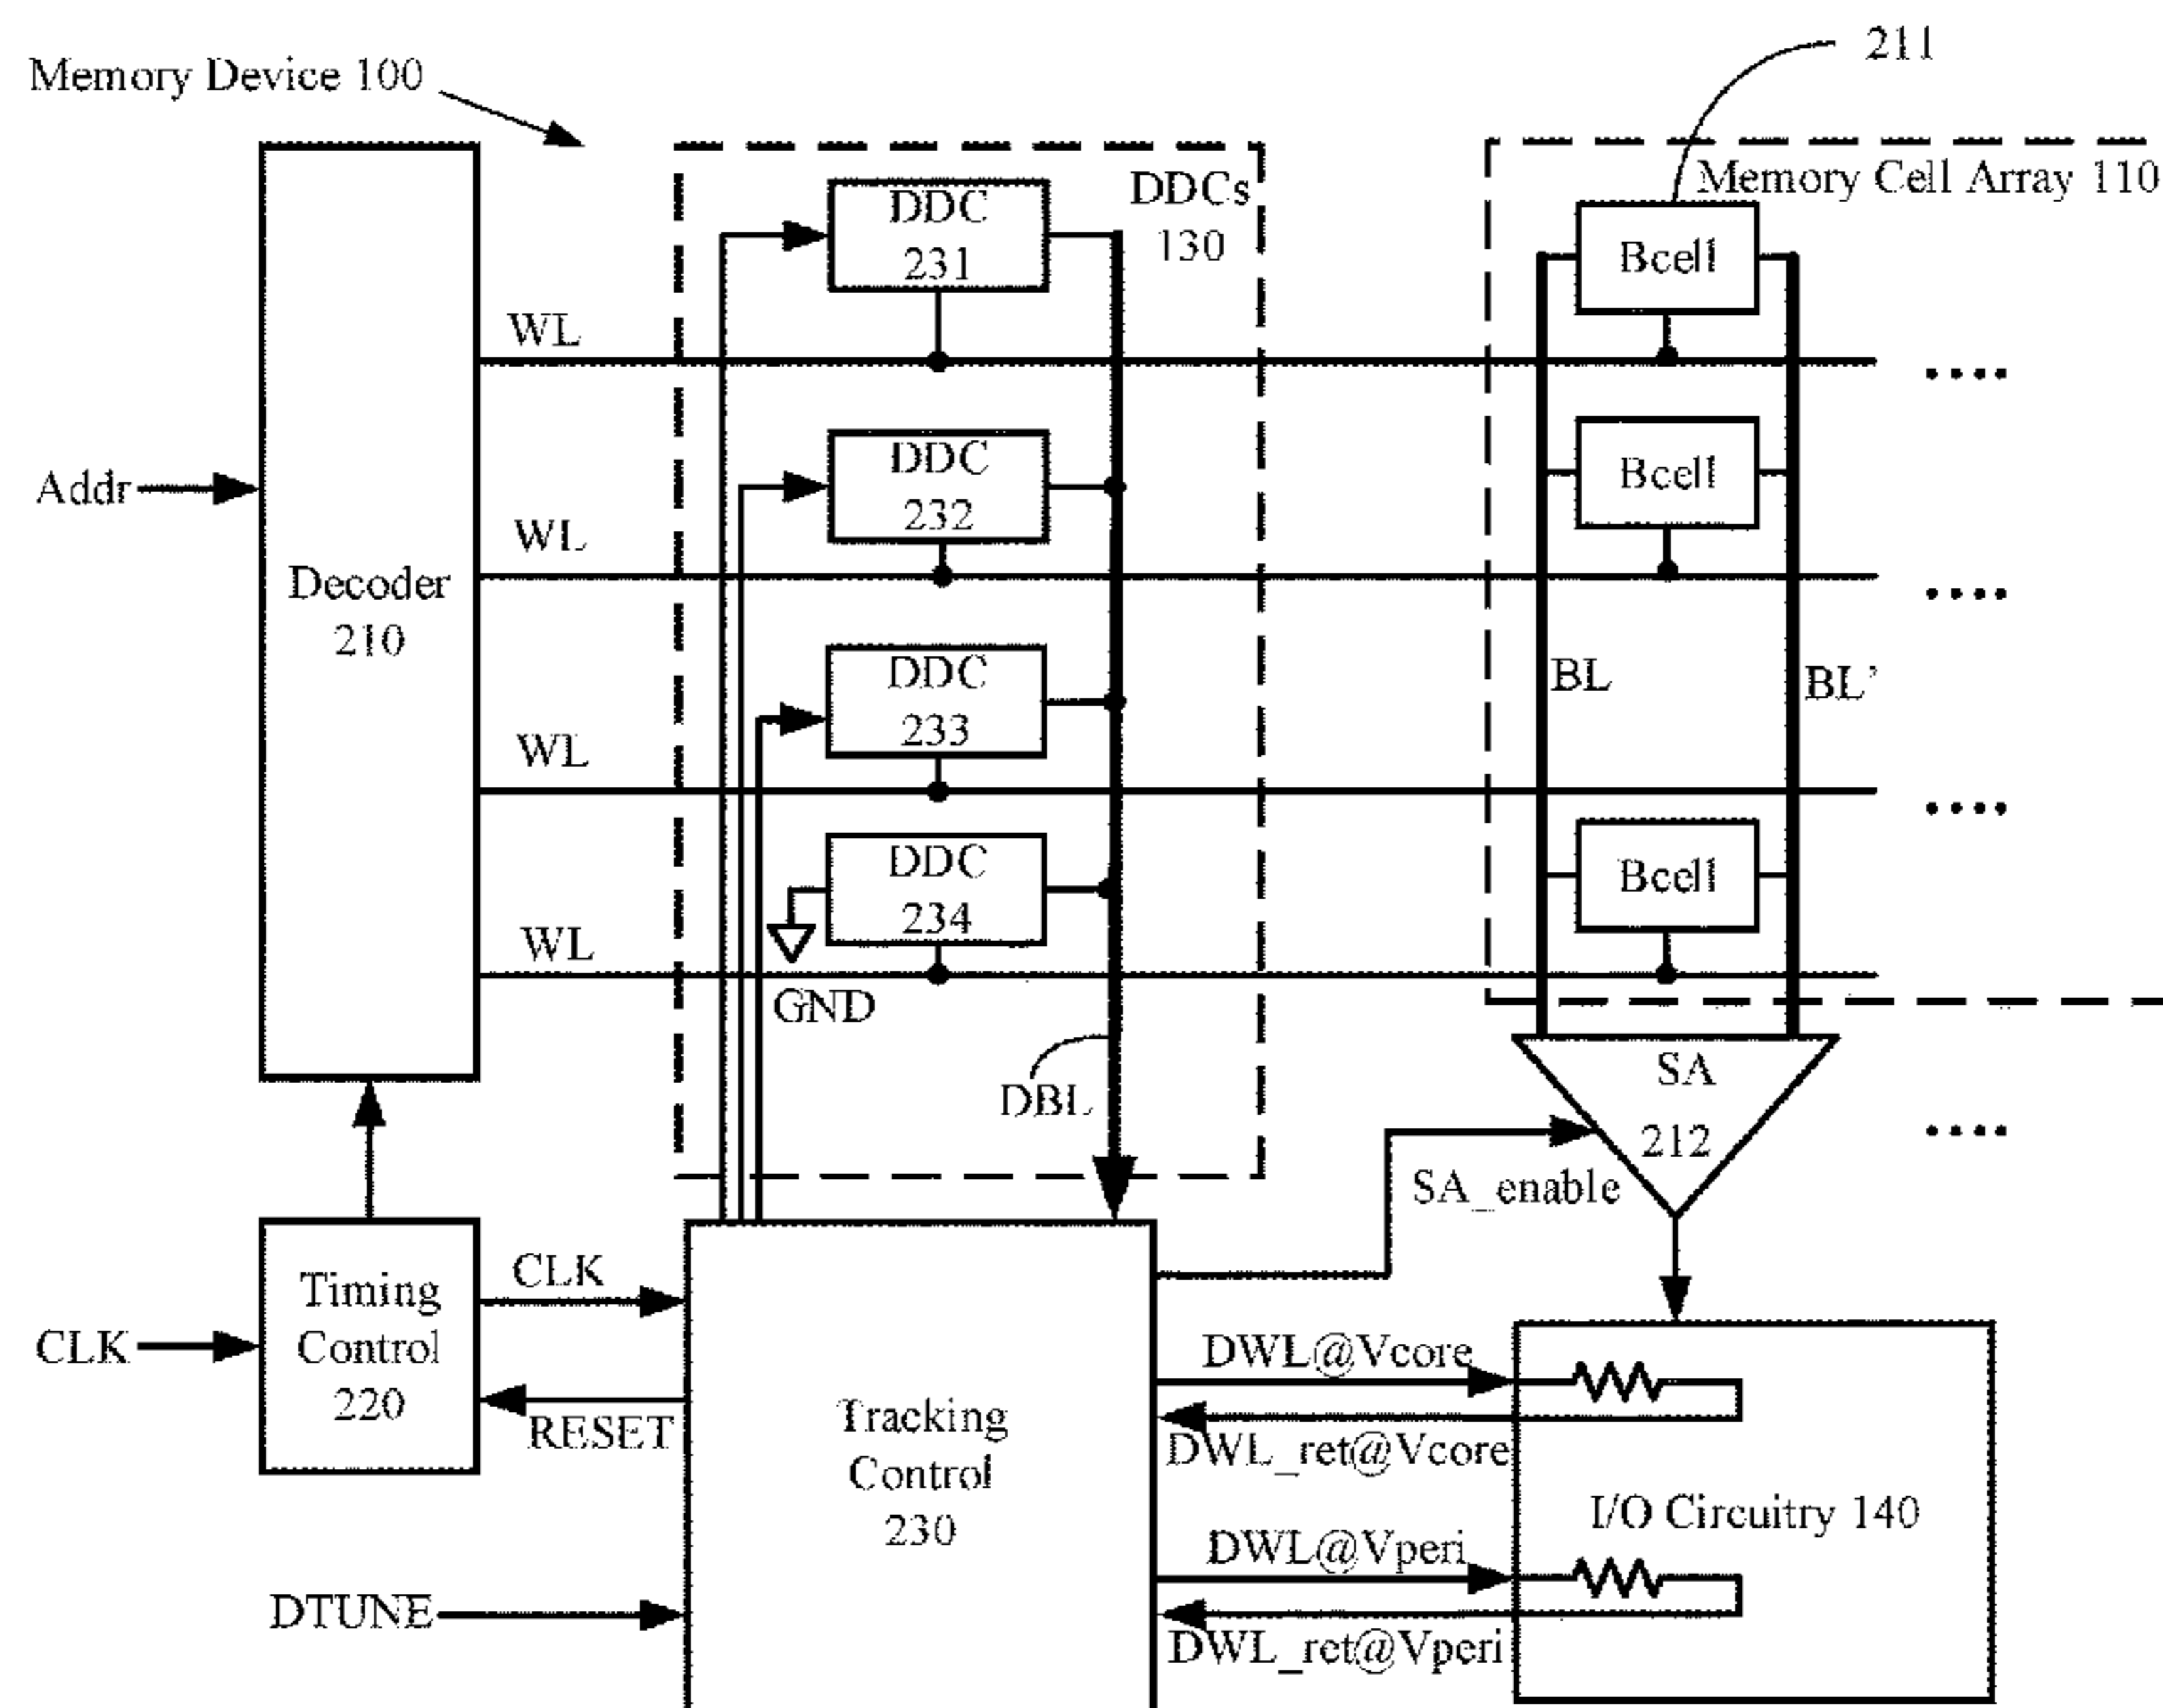 211
Memory Device 100
Memory Cell Array 110
DDCs
130
DDC
231
Bcell
WL
DDC
232
Bcell
Addr
WL
Decoder
210
DDC
233
BL
BL'
WL
DDC
234
Bcell
WL
GND
DBL
SA
212
SA_enable
Timing
Control
220
CLK
CLK
RESET
DTUNE
Tracking
Control
230
DWL@Vcore
DWL_ret@Vcore
I/O Circuitry 140
DWL@Vperi
DWL_ret@Vperi